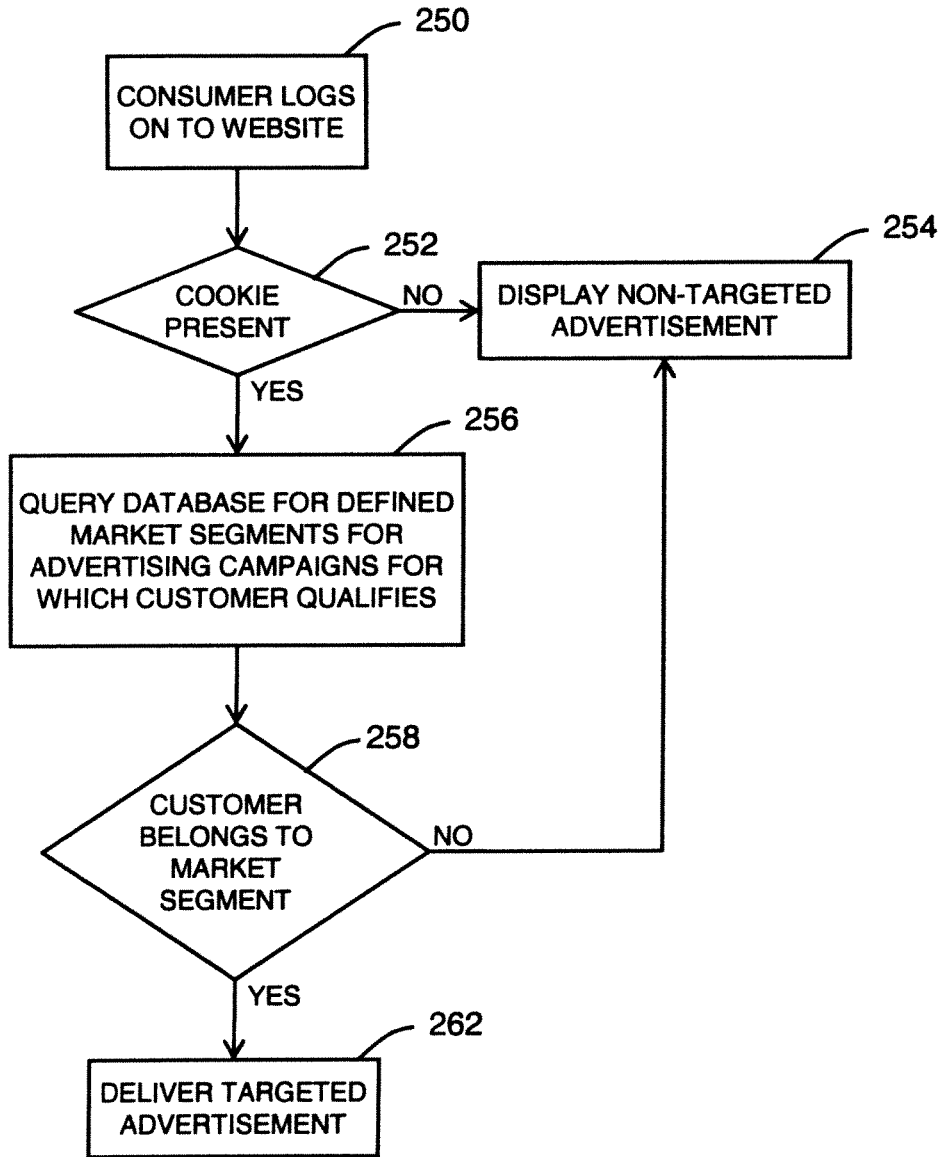 250
CONSUMER LOGS
ON TO WEBSITE
252
COOKIE
PRESENT
NO
254
DISPLAY NON-TARGETED
ADVERTISEMENT
YES
256
QUERY DATABASE FOR DEFINED
MARKET SEGMENTS FOR
ADVERTISING CAMPAIGNS FOR
WHICH CUSTOMER QUALIFIES
258
CUSTOMER
BELONGS TO
MARKET
SEGMENT
NO
YES
262
DELIVER TARGETED
ADVERTISEMENT